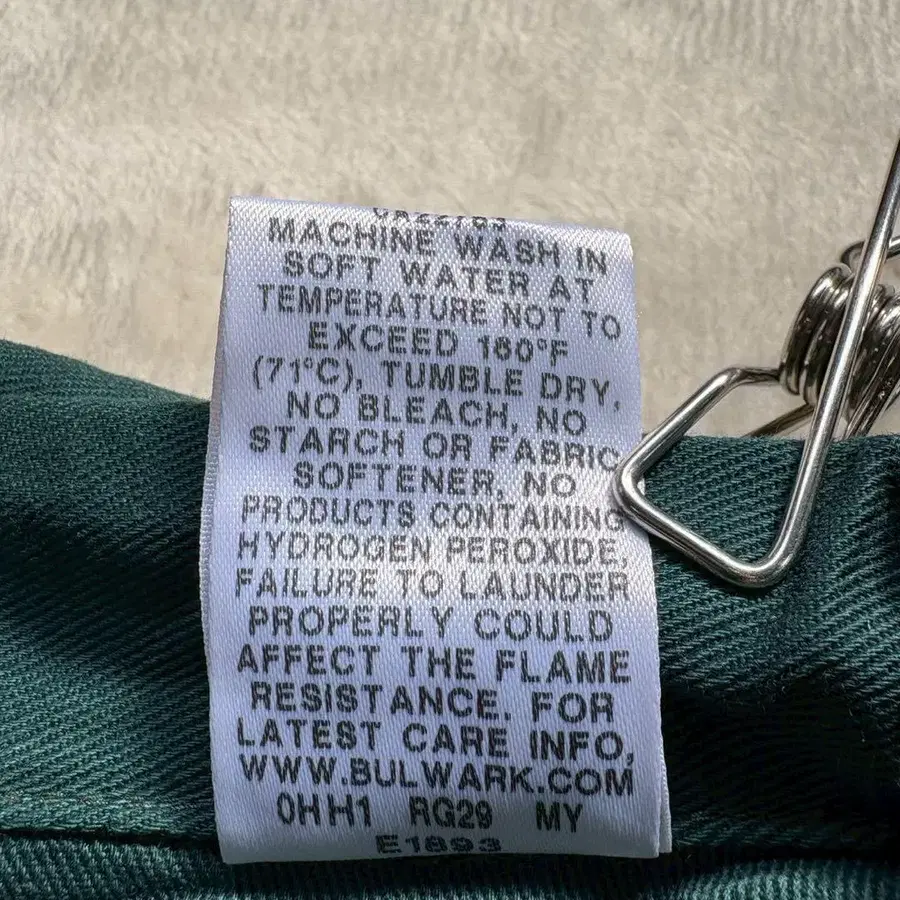 MACHINE WASH IN
SOFT WATER AT
TEMPERATURE NOT TO
EXCEED 160°F
(71°C), TUMBLE DRY,
NO BLEACH, NO
STARCH OR FABRIC
SOFTENER, NO
PRODUCTS CONTAINING
HYDROGEN PEROXIDE,
FAILURE TO LAUNDER
PROPERLY COULD
AFFECT THE FLAME
RESISTANCE. FOR
LATEST CARE INFO,
WWW.BULWARK.COM
0HH1 RG29 MY
E1893